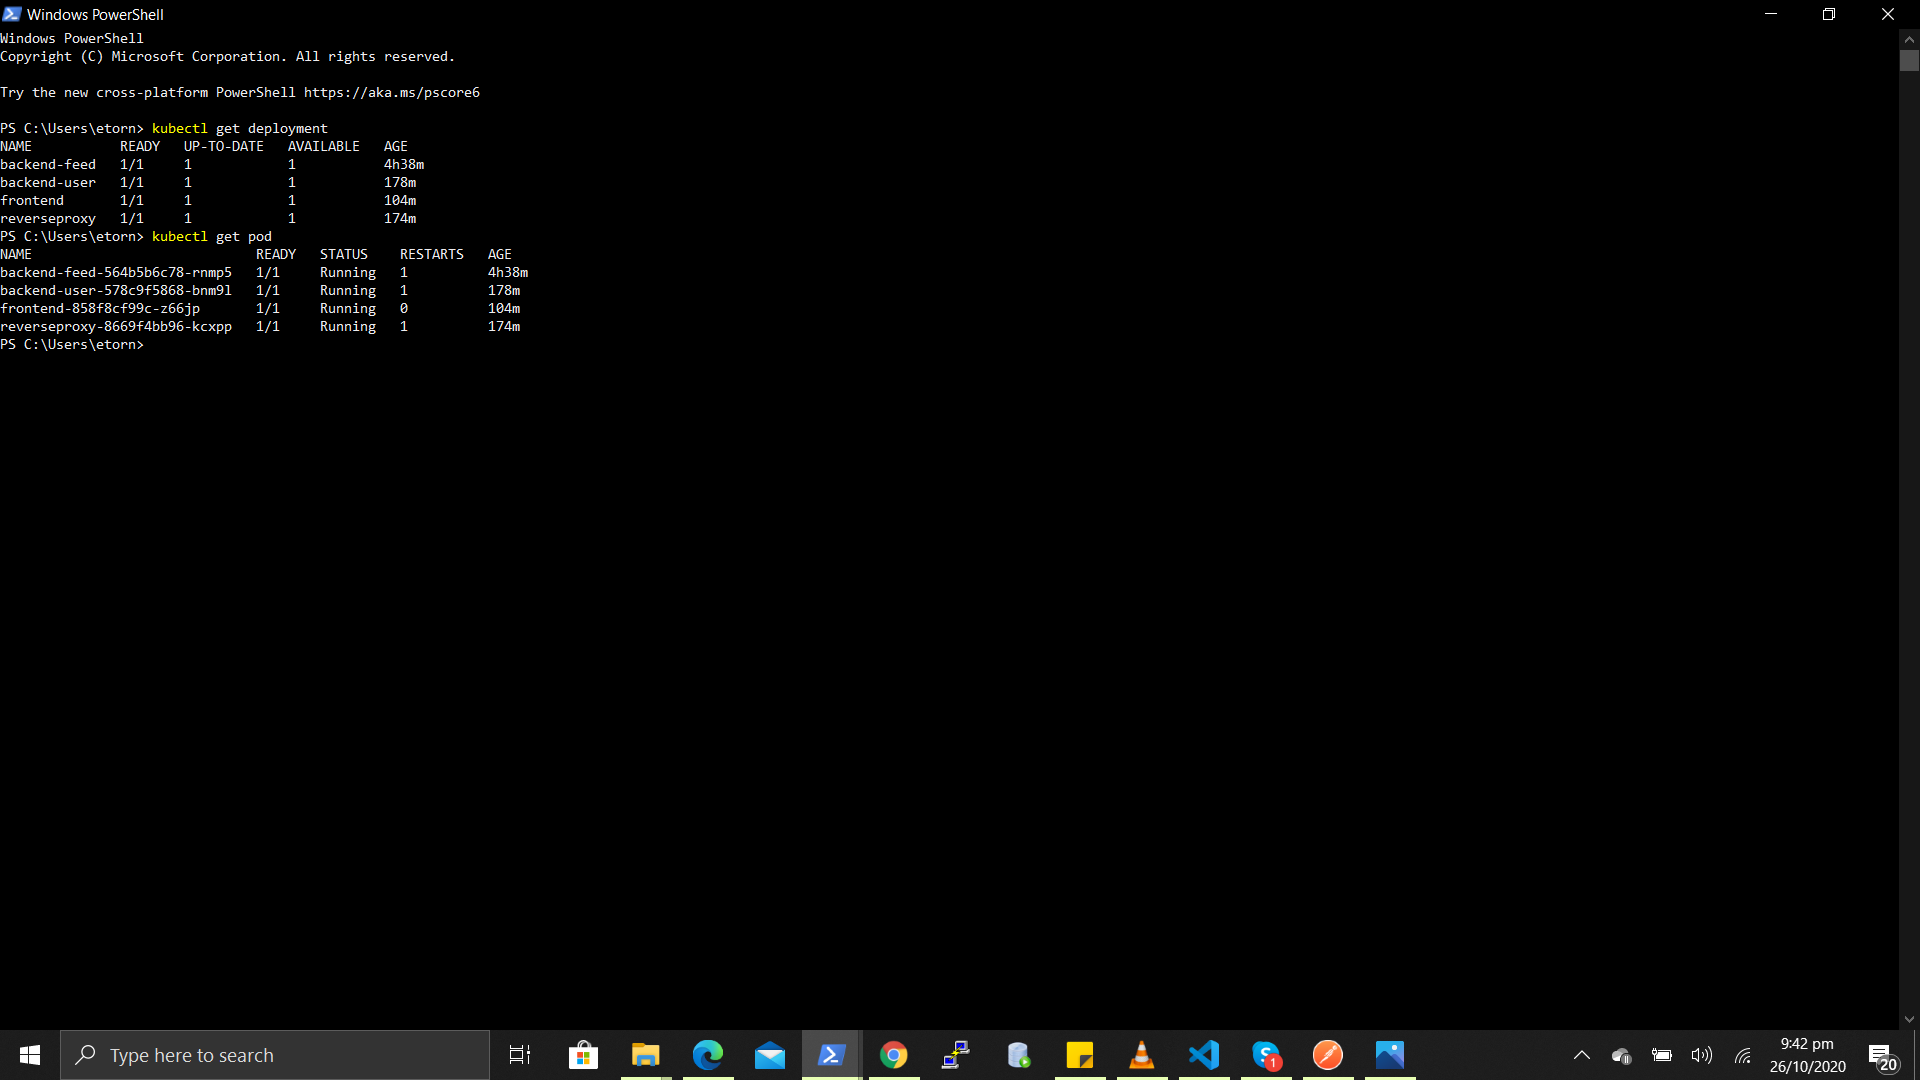 Windows PowerShell
Windows PowerShell
Copyright (C) Microsoft Corporation. All rights reserved.
Try the new cross-platform PowerShell https://aka.ms/pscore6
PS C:\Users\etorn> kubectl get deployment
NAME READY UP-TO-DATE AVAILABLE AGE
backend-feed 1/1 1 1 4h38m
backend-user 1/1 1 1 178m
frontend 1/1 1 1 104m
reverseproxy 1/1 1 1 174m
PS C:\Users\etorn> kubectl get pod
NAME READY STATUS RESTARTS AGE
backend-feed-564b5b6c78-rnmp5 1/1 Running 1 4h38m
backend-user-578c9f5868-bnm9l 1/1 Running 1 178m
frontend-858f8cf99c-z66jp 1/1 Running 0 104m
reverseproxy-8669f4bb96-kcxpp 1/1 Running 1 174m
PS C:\Users\etorn>
Type here to search
1
9:42 pm
26/10/2020
20